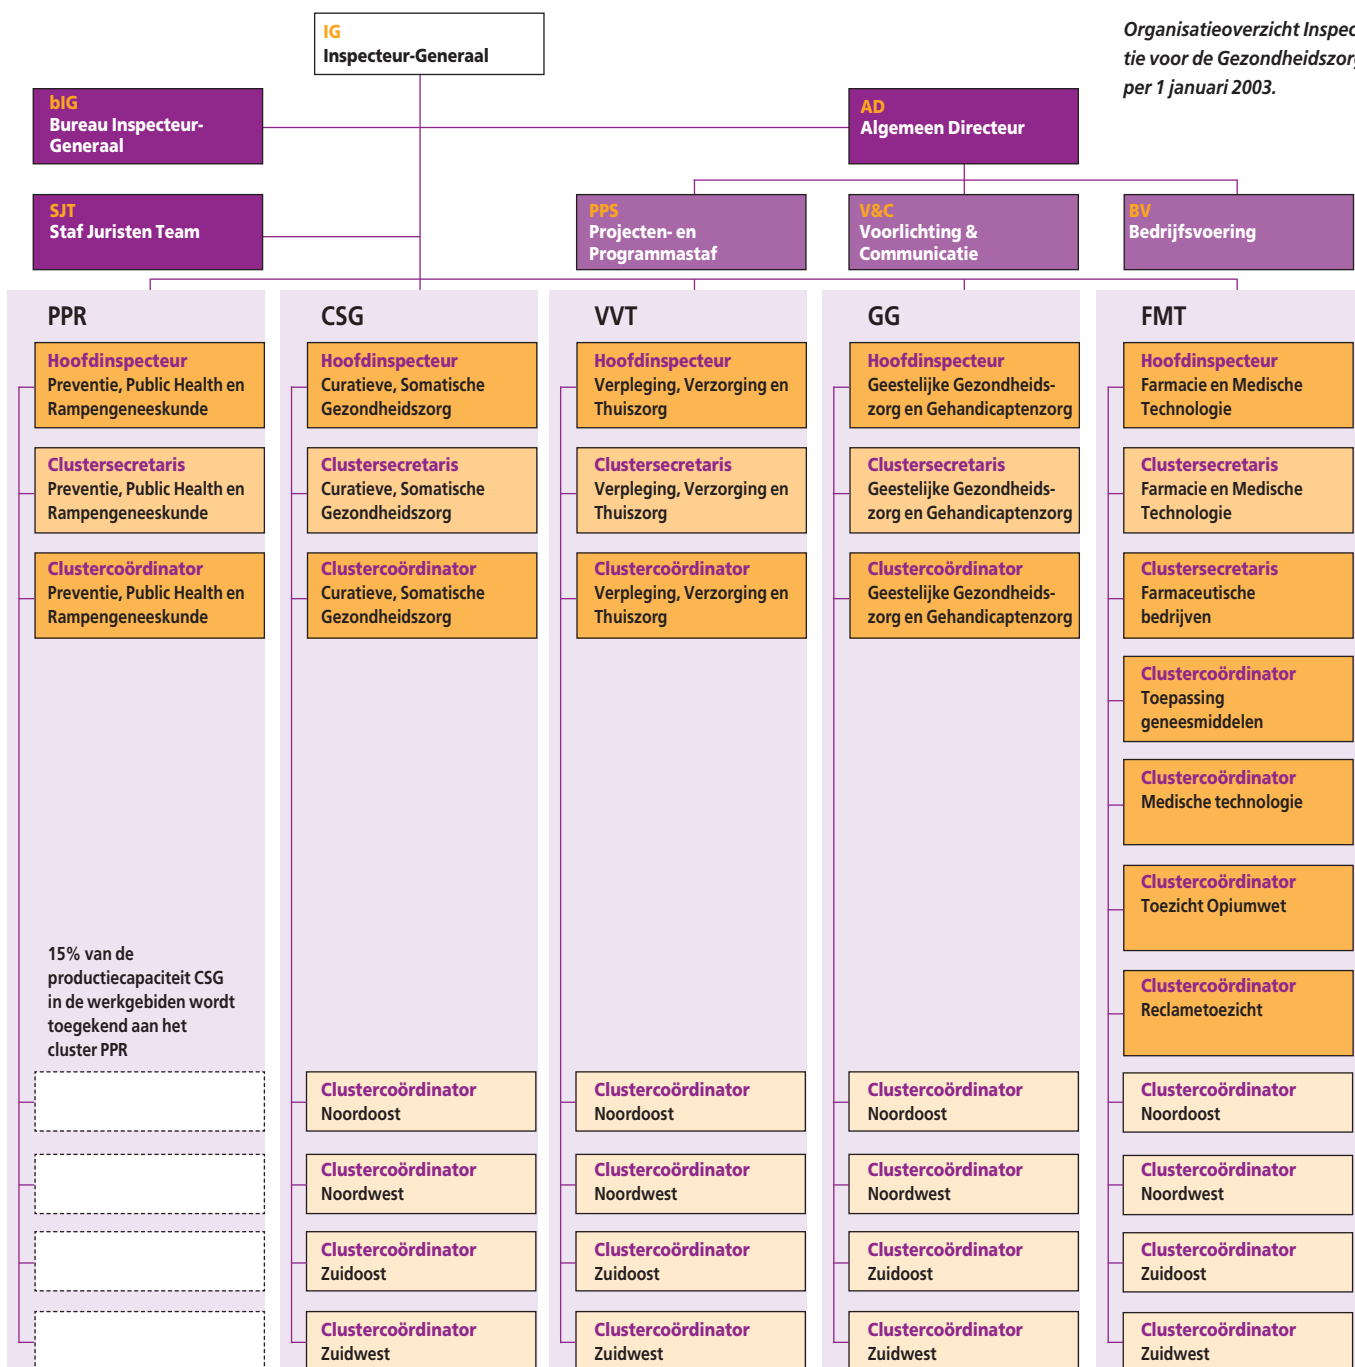 IG
Inspecteur-Generaal
Organisatieoverzicht Inspec-
tie voor de Gezondheidszorg
per 1 januari 2003.
bIG
Bureau Inspecteur-
Generaal
AD
Algemeen Directeur
SJT
Staf Juristen Team
PPS
Projecten- en
Programmastaf
V&C
Voorlichting &
Communicatie
BV
Bedrijfsvoering
PPR
Hoofdinspecteur
Preventie, Public Health en
Rampengeneeskunde
Clustersecretaris
Preventie, Public Health en
Rampengeneeskunde
Clustercoördinator
Preventie, Public Health en
Rampengeneeskunde
15% van de
productiecapaciteit CSG
in de werkgebiden wordt
toegekend aan het
cluster PPR
CSG
Hoofdinspecteur
Curatieve, Somatische
Gezondheidszorg
Clustersecretaris
Curatieve, Somatische
Gezondheidszorg
Clustercoördinator
Curatieve, Somatische
Gezondheidszorg
Clustercoördinator
Noordoost
Clustercoördinator
Noordwest
Clustercoördinator
Zuidoost
Clustercoördinator
Zuidwest
VVT
Hoofdinspecteur
Verpleging, Verzorging en
Thuiszorg
Clustersecretaris
Verpleging, Verzorging en
Thuiszorg
Clustercoördinator
Verpleging, Verzorging en
Thuiszorg
Clustercoördinator
Noordoost
Clustercoördinator
Noordwest
Clustercoördinator
Zuidoost
Clustercoördinator
Zuidwest
GG
Hoofdinspecteur
Geestelijke Gezondheids-
zorg en Gehandicaptenzorg
Clustersecretaris
Geestelijke Gezondheids-
zorg en Gehandicaptenzorg
Clustercoördinator
Geestelijke Gezondheids-
zorg en Gehandicaptenzorg
Clustercoördinator
Noordoost
Clustercoördinator
Noordwest
Clustercoördinator
Zuidoost
Clustercoördinator
Zuidwest
FMT
Hoofdinspecteur
Farmacie en Medische
Technologie
Clustersecretaris
Farmacie en Medische
Technologie
Clustersecretaris
Farmaceutische
bedrijven
Clustercoördinator
Toepassing
geneesmiddelen
Clustercoördinator
Medische technologie
Clustercoördinator
Toezicht Opiumwet
Clustercoördinator
Reclametoezicht
Clustercoördinator
Noordoost
Clustercoördinator
Noordwest
Clustercoördinator
Zuidoost
Clustercoördinator
Zuidwest